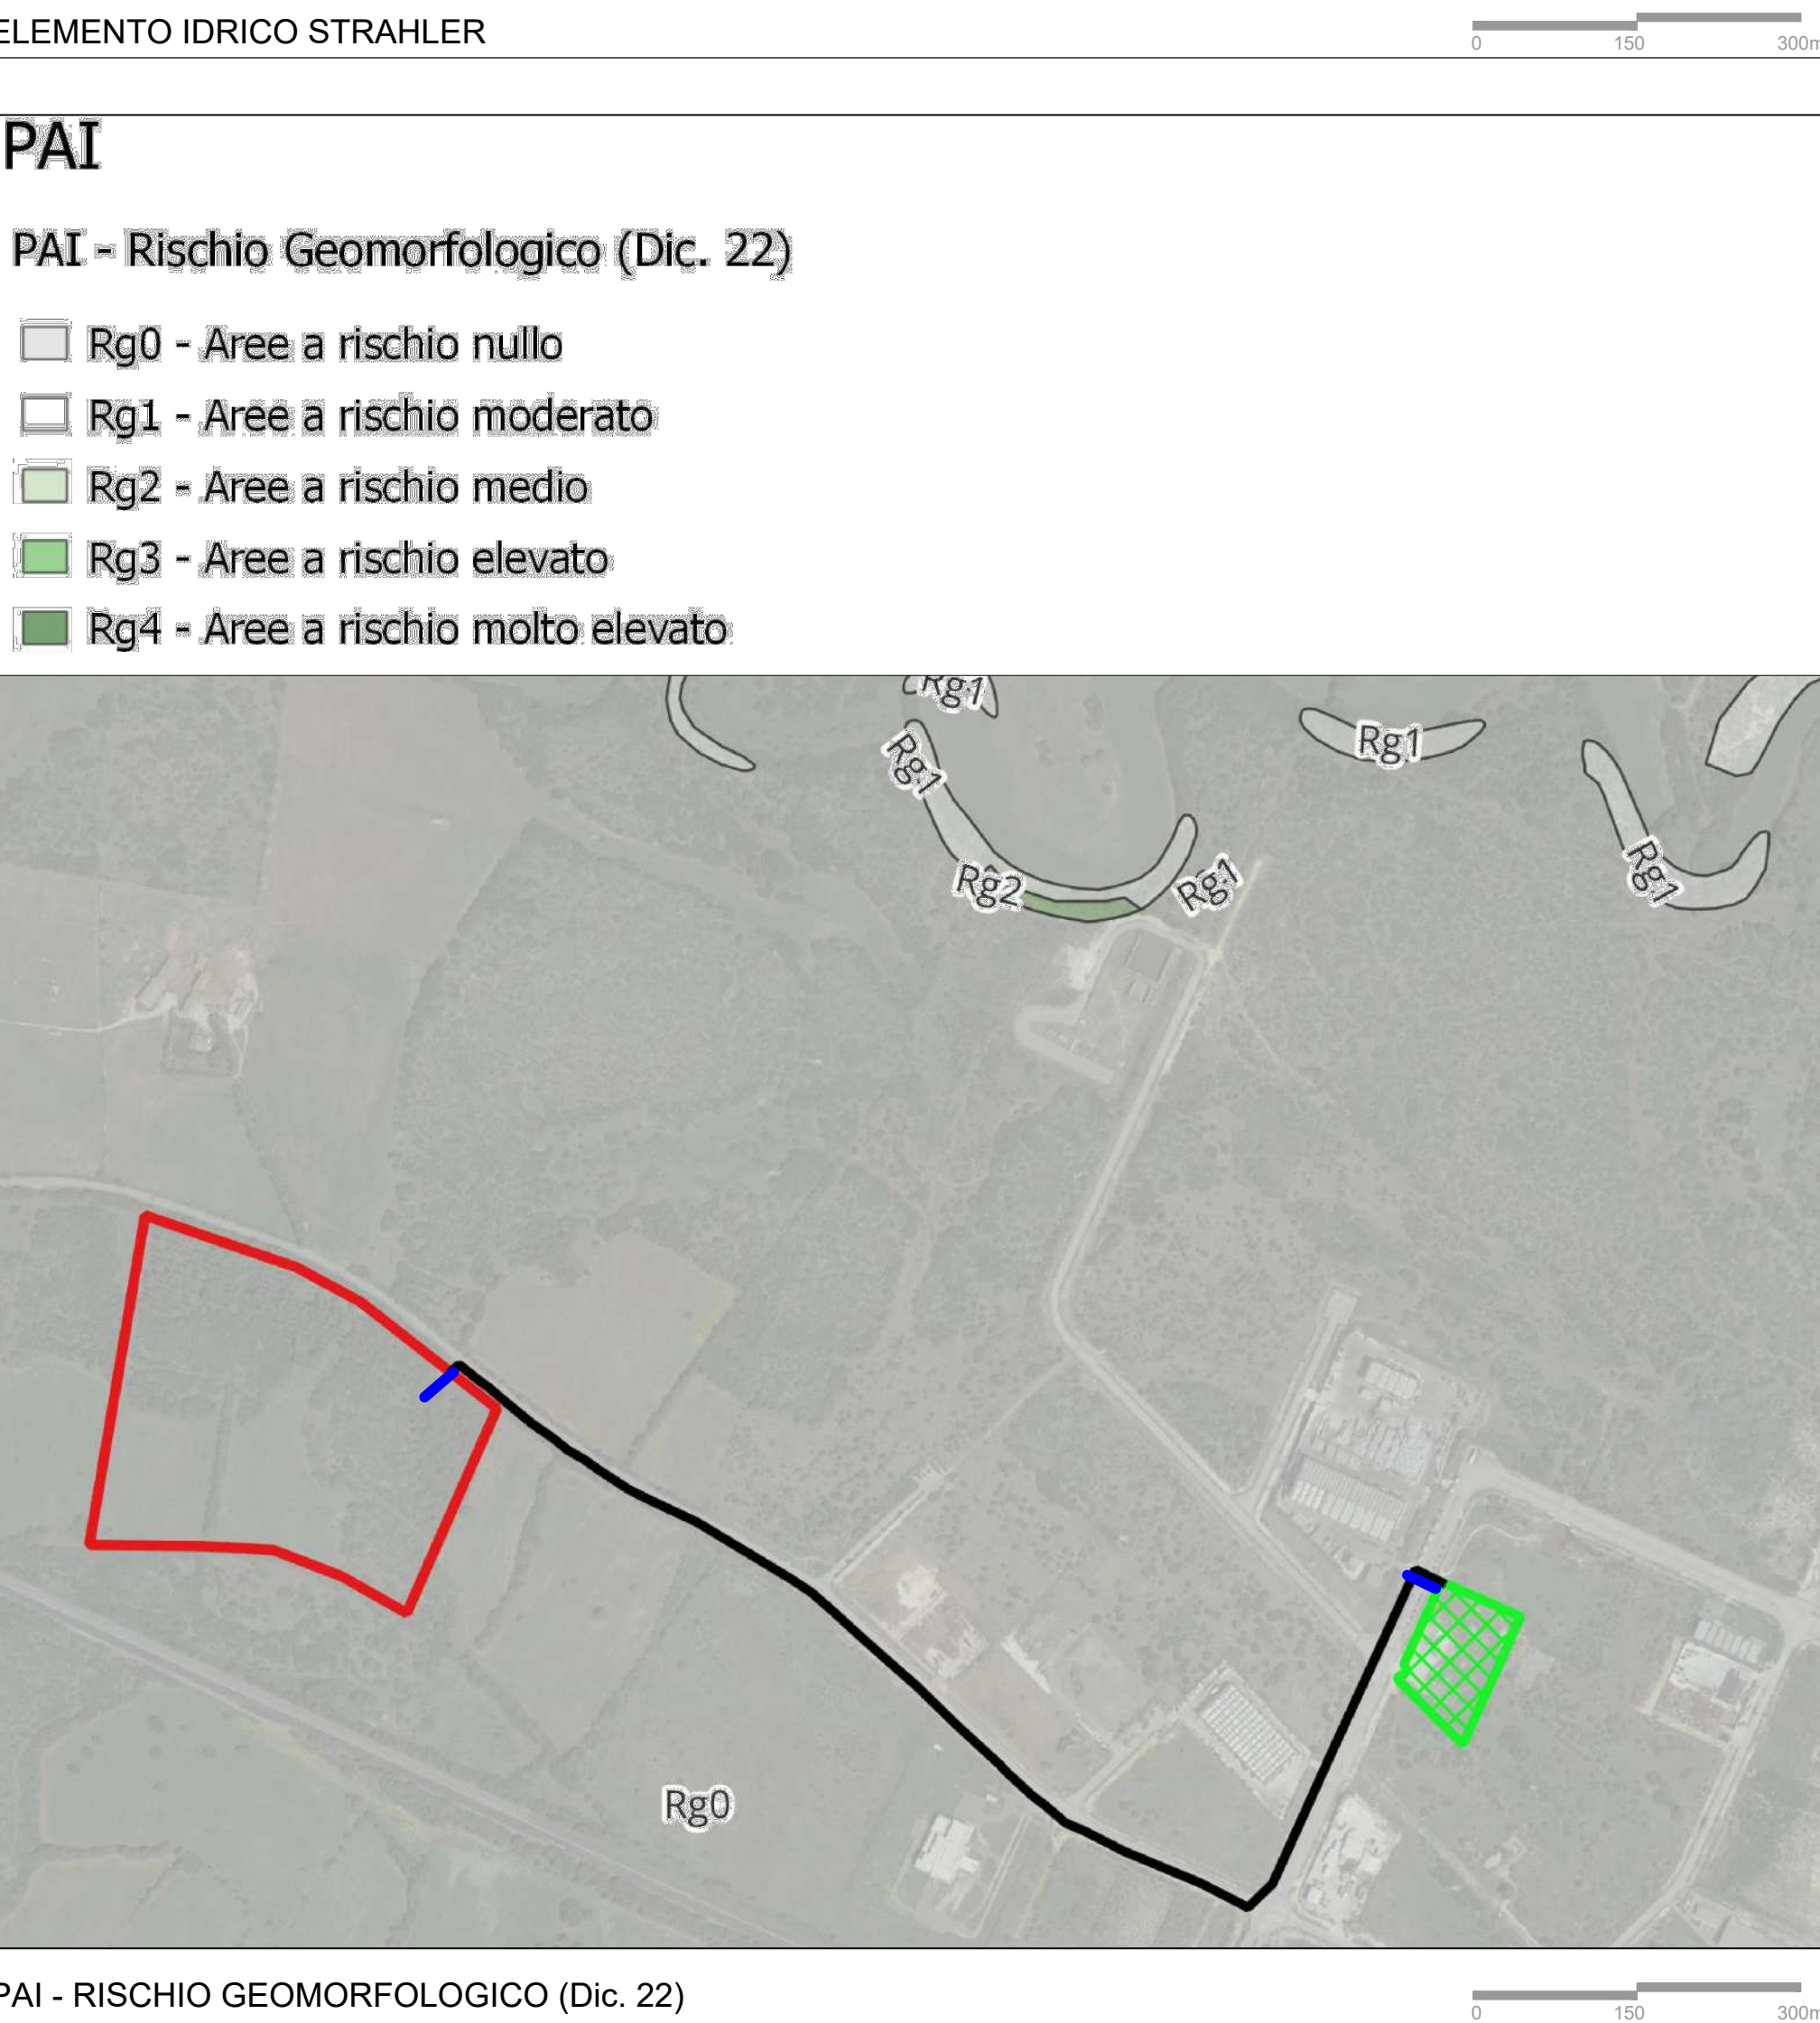 ELEMENTO IDRICO STRAHLER
0 150 300m
PAI
PAI - Rischio Geomorfologico (Dic. 22)
Rg0 - Aree a rischio nullo
Rg1 - Aree a rischio moderato
Rg2 - Aree a rischio medio
Rg3 - Aree a rischio elevato
Rg4 - Aree a rischio molto elevato
Rg1
Rg1
Rg1
Rg2
Rg1
Rg1
Rg0
PAI - RISCHIO GEOMORFOLOGICO (Dic. 22)
0 150 300m